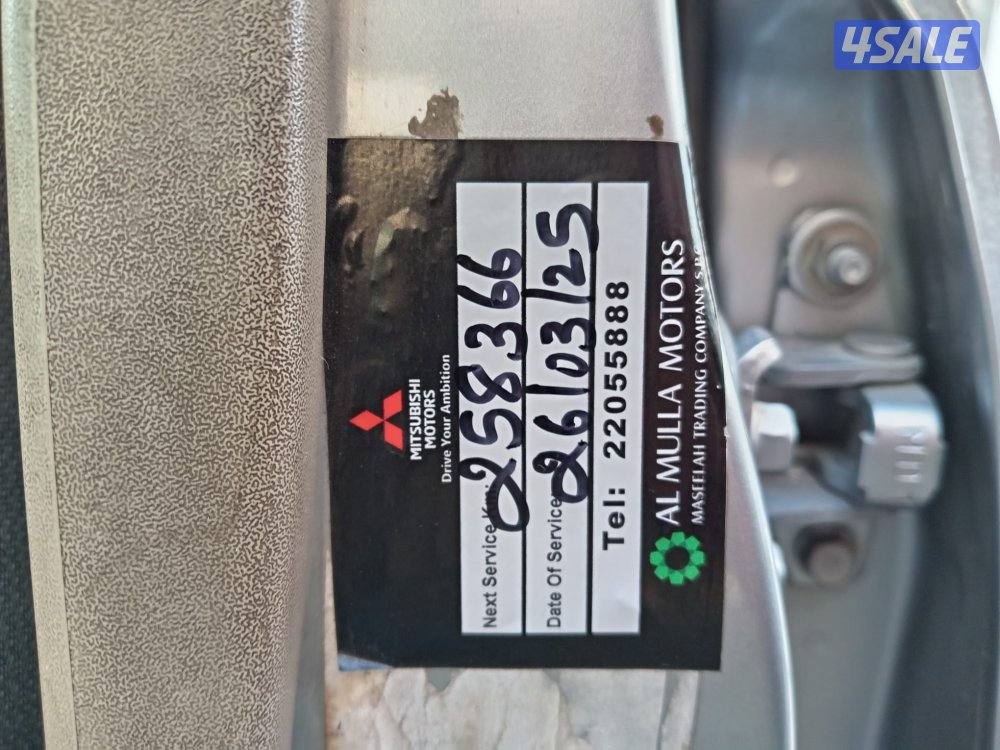 4SALE
MITSUBISHI
MOTORS
Drive Your Ambition
Next Service Km: 258366
Date Of Service 26/03/25
Tel: 22055888
AL MULLA MOTORS
MASEELAH TRADING COMPANY